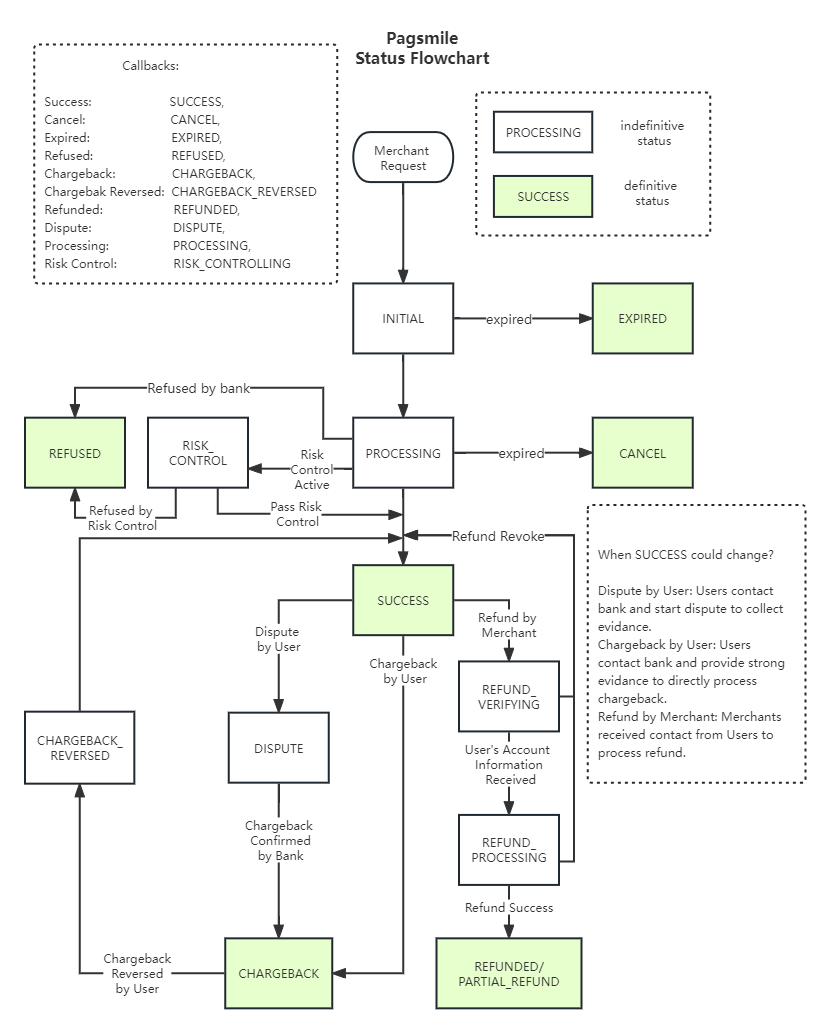 Pagsmile
Status Flowchart
Callbacks:
Success: SUCCESS,
Cancel: CANCEL,
Expired: EXPIRED,
Refused: REFUSED,
Chargeback: CHARGEBACK,
Chargebak Reversed: CHARGEBACK_REVERSED
Refunded: REFUNDED,
Dispute: DISPUTE,
Processing: PROCESSING,
Risk Control: RISK_CONTROLLING
PROCESSING
indefinitive
status
SUCCESS
definitive
status
Merchant
Request
INITIAL
expired
EXPIRED
Refused by bank
REFUSED
RISK_
CONTROL
Risk
Control
Active
PROCESSING
expired
CANCEL
Refused by
Risk Control
Pass Risk
Control
Refund Revoke
When SUCCESS could change?
Dispute by User: Users contact
bank and start dispute to collect
evidance.
Chargeback by User: Users
contact bank and provide strong
evidance to directly process
chargeback.
Refund by Merchant: Merchants
received contact from Users to
process refund.
SUCCESS
Dispute
by User
Chargeback
by User
Refund by
Merchant
REFUND_
VERIFYING
CHARGEBACK_
REVERSED
DISPUTE
User's Account
Information
Received
Chargeback
Confirmed
by Bank
REFUND_
PROCESSING
Refund Success
Chargeback
Reversed
by User
CHARGEBACK
REFUNDED/
PARTIAL_REFUND